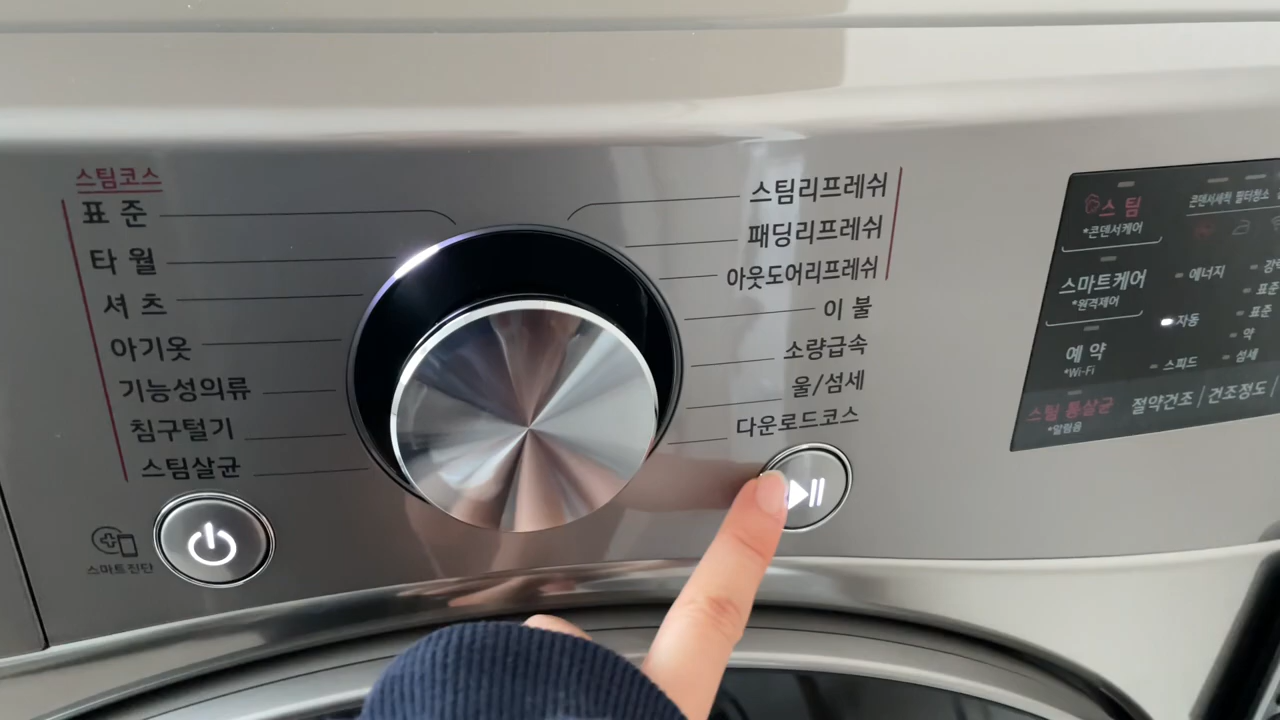 스팀코스
표 준
타 월
셔 츠
아기옷
기능성의류
침구털기
스팀살균
스마트진단
스팀리프레쉬
패딩리프레쉬
아웃도어리프레쉬
이 불
소량급속
울/섬세
다운로드코스
스 팀
*콘덴서케어
스마트케어
*원격제어
예 약
*Wi-Fi
스팀 통살균
*알림음
콘덴서세척 필터청소
에너지
자동
스피드
강력
표준
표준
약
섬세
절약건조 / 건조정도 /